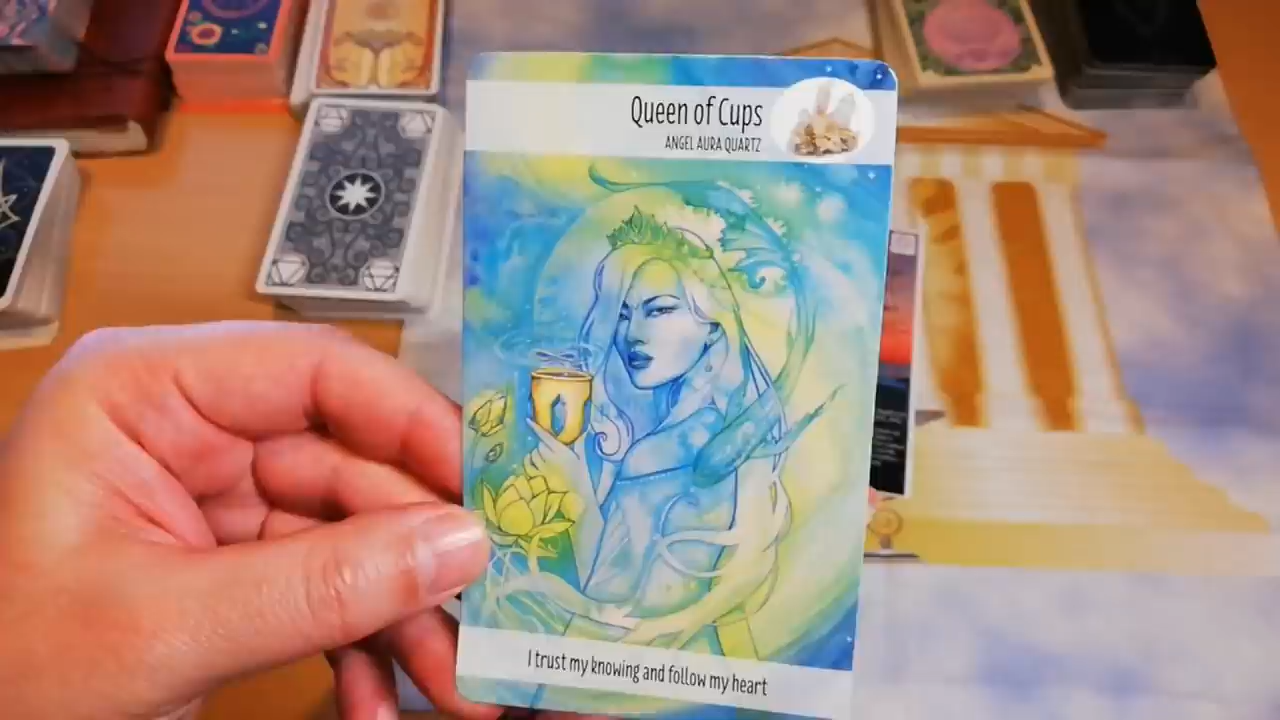 Queen of Cups
ANGEL AURA QUARTZ
I trust my knowing and follow my heart